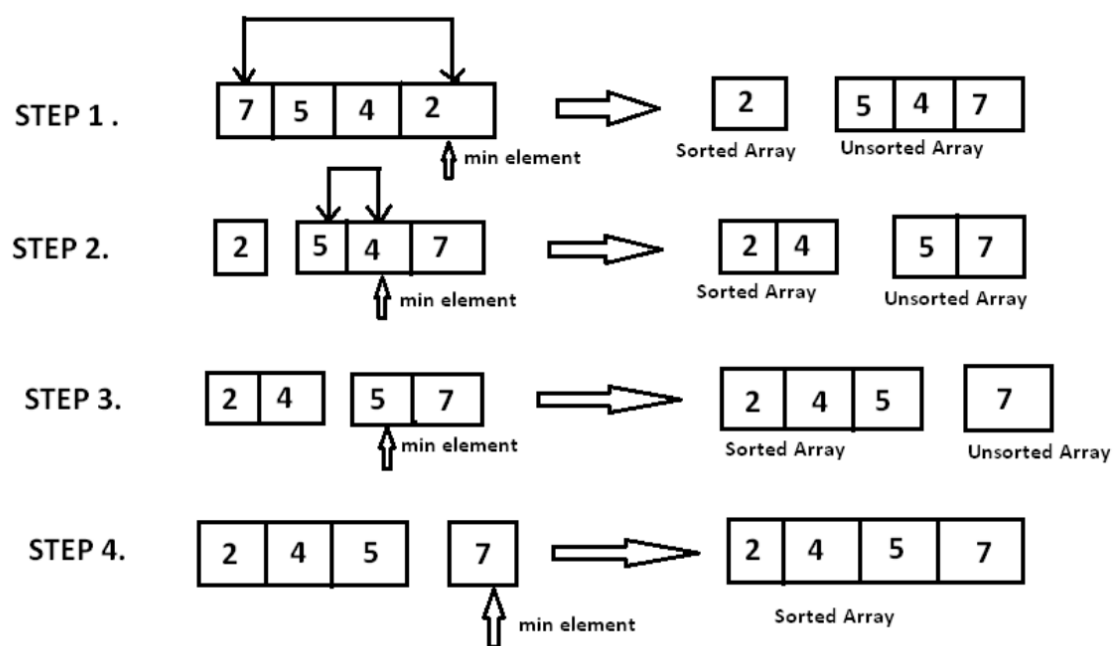 STEP 1 .
7 5 4 2
2
5 4 7
min element
Sorted Array
Unsorted Array
STEP 2.
2
5 4 7
2 4
5 7
min element
Sorted Array
Unsorted Array
STEP 3.
2 4
5 7
2 4 5
7
min element
Sorted Array
Unsorted Array
STEP 4.
2 4 5
7
2 4 5 7
min element
Sorted Array